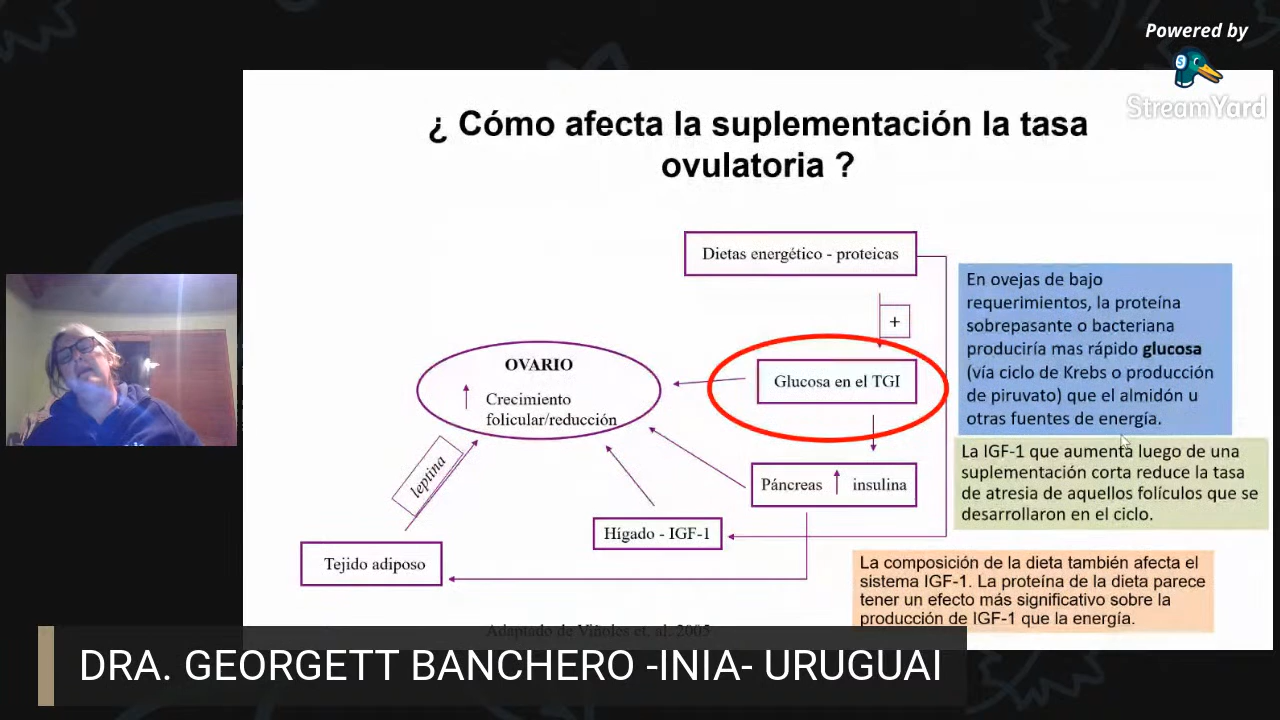 Powered by
StreamYard
¿ Cómo afecta la suplementación la tasa
ovulatoria ?
Dietas energético - proteicas
+
Glucosa en el TGI
OVARIO
Crecimiento
folicular/reducción
leptina
Páncreas insulina
Hígado - IGF-1
Tejido adiposo
En ovejas de bajo
requerimientos, la proteína
sobrepasante o bacteriana
produciría mas rápido glucosa
(vía ciclo de Krebs o producción
de piruvato) que el almidón u
otras fuentes de energía.
La IGF-1 que aumenta luego de una
suplementación corta reduce la tasa
de atresia de aquellos folículos que se
desarrollaron en el ciclo.
La composición de la dieta también afecta el
sistema IGF-1. La proteína de la dieta parece
tener un efecto más significativo sobre la
producción de IGF-1 que la energía.
Adaptado de Viñoles et. al. 2005
DRA. GEORGETT BANCHERO -INIA- URUGUAI